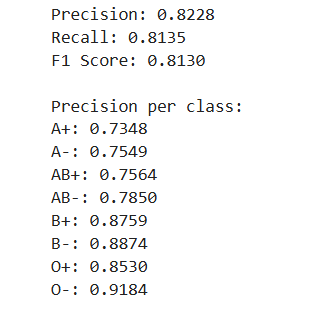 Precision: 0.8228
Recall: 0.8135
F1 Score: 0.8130
Precision per class:
A+: 0.7348
A-: 0.7549
AB+: 0.7564
AB-: 0.7850
B+: 0.8759
B-: 0.8874
O+: 0.8530
O-: 0.9184